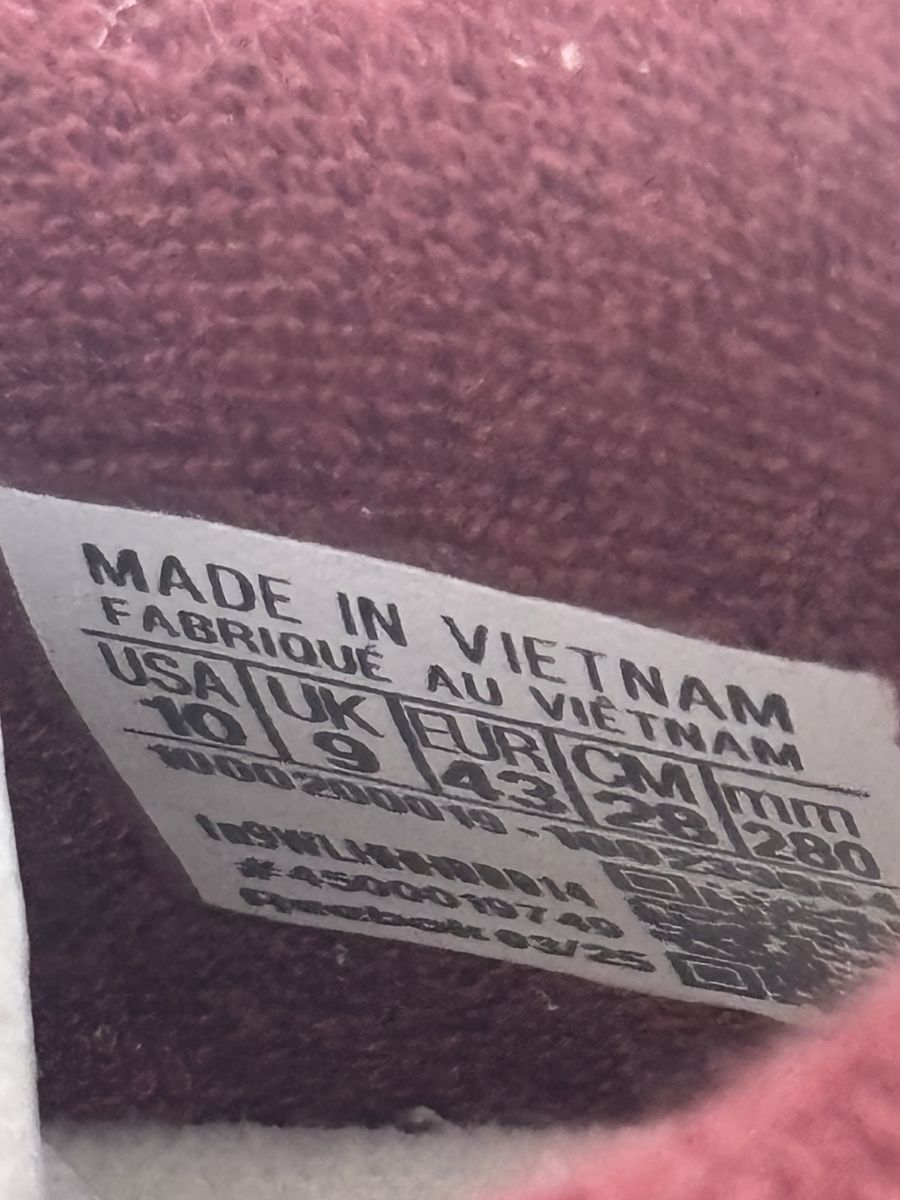 MADE IN VIETNAM
FABRIQUÉ AU VIÊTNAM
USA UK EUR CM mm
10 9 43 28 280
#4500019749
Reebok 03/25